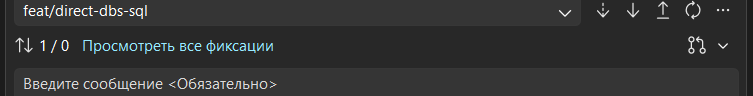 feat/direct-dbs-sql
1 / 0 Просмотреть все фиксации
Введите сообщение <Обязательно>